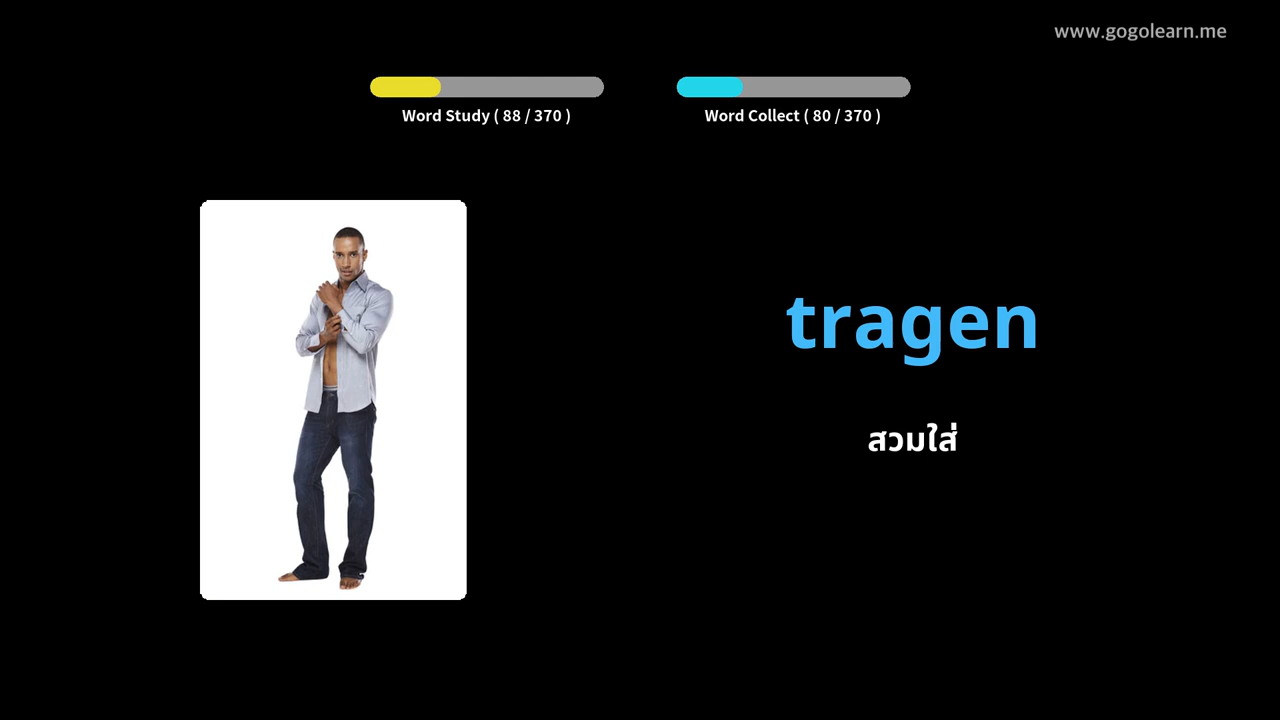 www.gogolearn.me
Word Study ( 88 / 370 )
Word Collect ( 80 / 370 )
tragen
สวมใส่